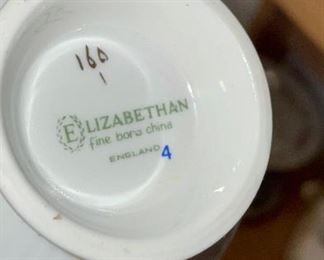 160
1
ELIZABETHAN
fine bone china
ENGLAND 4